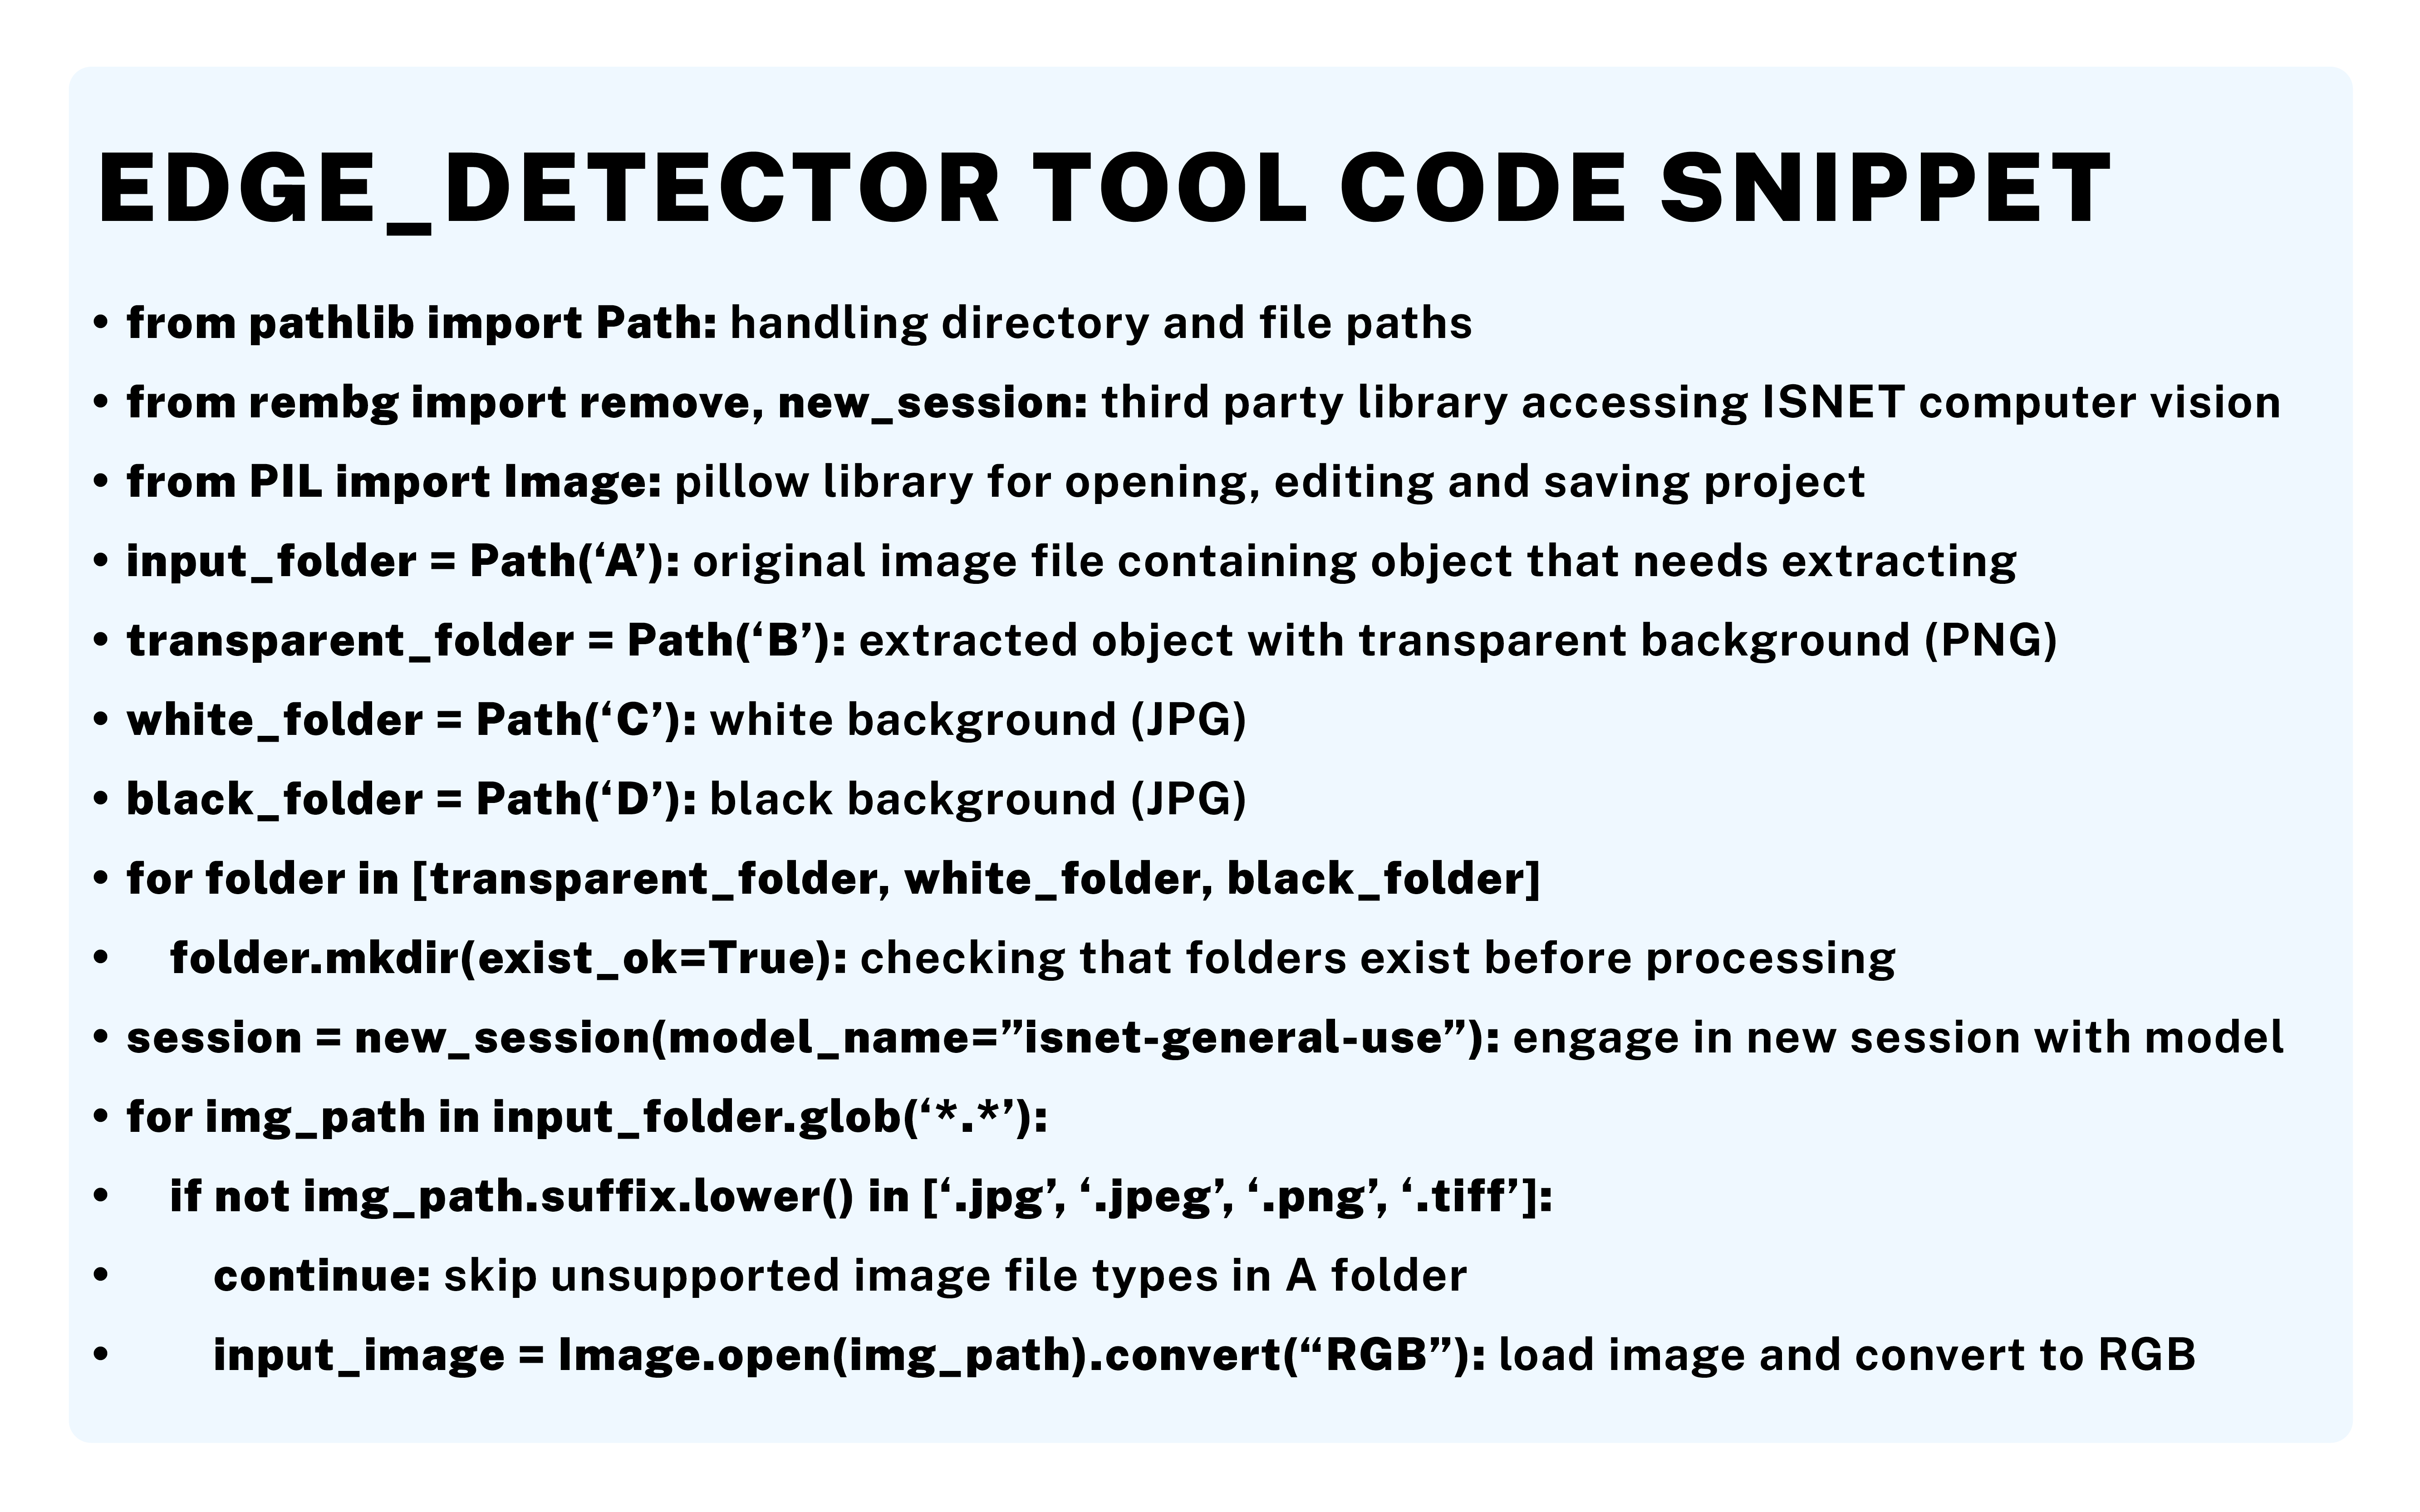 EDGE_DETECTOR TOOL CODE SNIPPET
• from pathlib import Path: handling directory and file paths
• from rembg import remove, new_session: third party library accessing ISNET computer vision
• from PIL import Image: pillow library for opening, editing and saving project
• input_folder = Path(‘A’): original image file containing object that needs extracting
• transparent_folder = Path(‘B’): extracted object with transparent background (PNG)
• white_folder = Path(‘C’): white background (JPG)
• black_folder = Path(‘D’): black background (JPG)
• for folder in [transparent_folder, white_folder, black_folder]
•    folder.mkdir(exist_ok=True): checking that folders exist before processing
• session = new_session(model_name=”isnet-general-use”): engage in new session with model
• for img_path in input_folder.glob(‘*.*’):
•    if not img_path.suffix.lower() in [‘.jpg’, ‘.jpeg’, ‘.png’, ‘.tiff’]:
•       continue: skip unsupported image file types in A folder
•       input_image = Image.open(img_path).convert(“RGB”): load image and convert to RGB